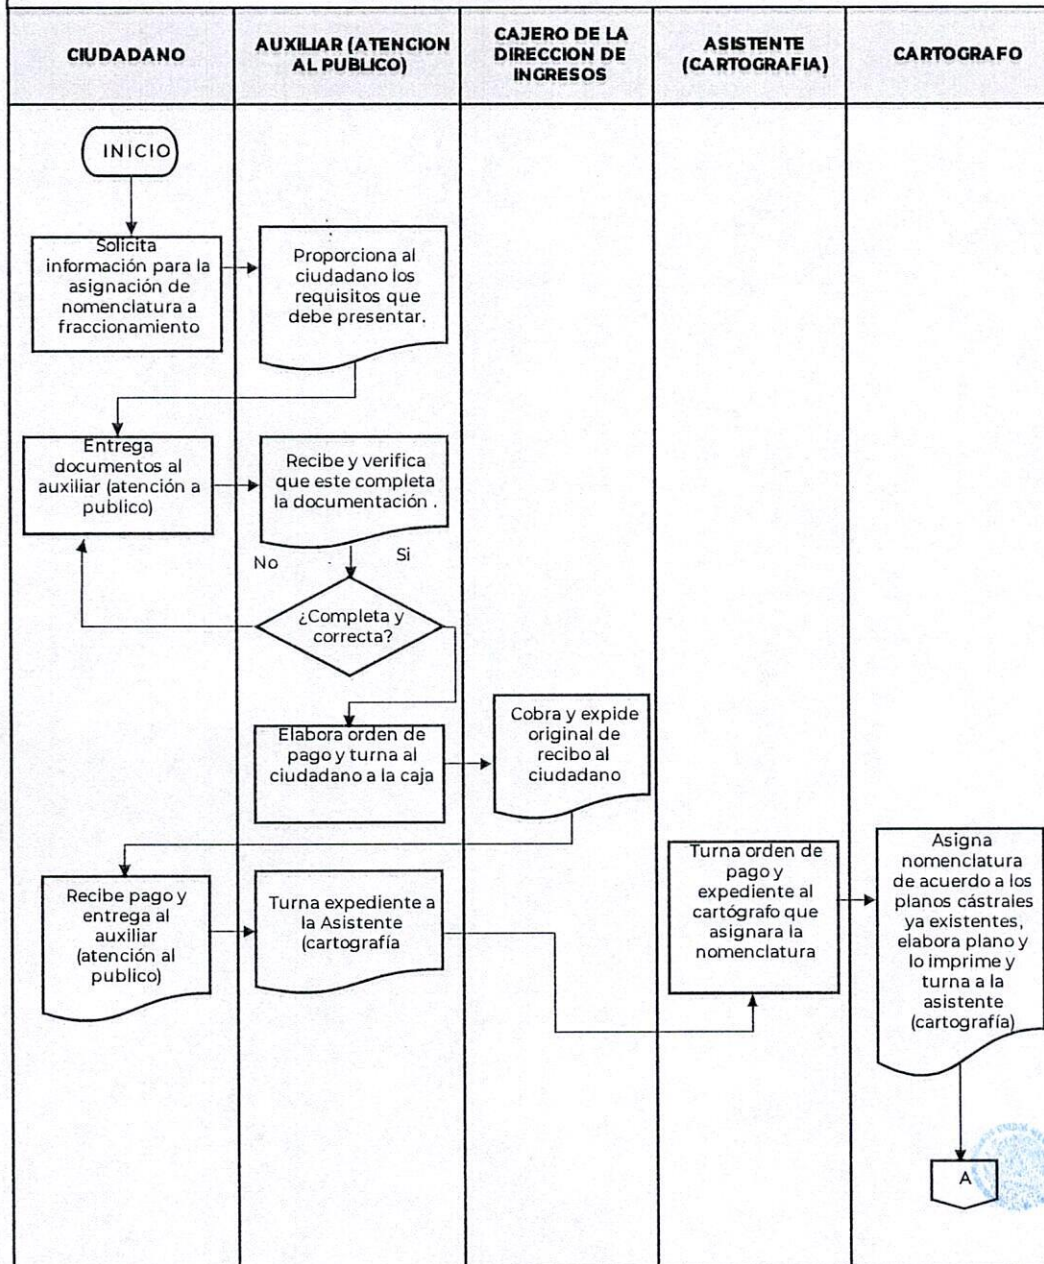 CIUDADANO
AUXILIAR (ATENCION
AL PUBLICO)
CAJERO DE LA
DIRECCION DE
INGRESOS
ASISTENTE
(CARTOGRAFIA)
CARTOGRAFO
INICIO
Solicita
información para la
asignación de
nomenclatura a
fraccionamiento
Proporciona al
ciudadano los
requisitos que
debe presentar.
Entrega
documentos al
auxiliar (atención a
publico)
Recibe y verifica
que este completa
la documentación .
No
Si
¿Completa y
correcta?
Elabora orden de
pago y turna al
ciudadano a la caja
Cobra y expide
original de
recibo al
ciudadano
Recibe pago y
entrega al
auxiliar
(atención al
publico)
Turna expediente a
la Asistente
(cartografía
Turna orden de
pago y
expediente al
cartógrafo que
asignara la
nomenclatura
Asigna
nomenclatura
de acuerdo a los
planos cástrales
ya existentes,
elabora plano y
lo imprime y
turna a la
asistente
(cartografía)
A